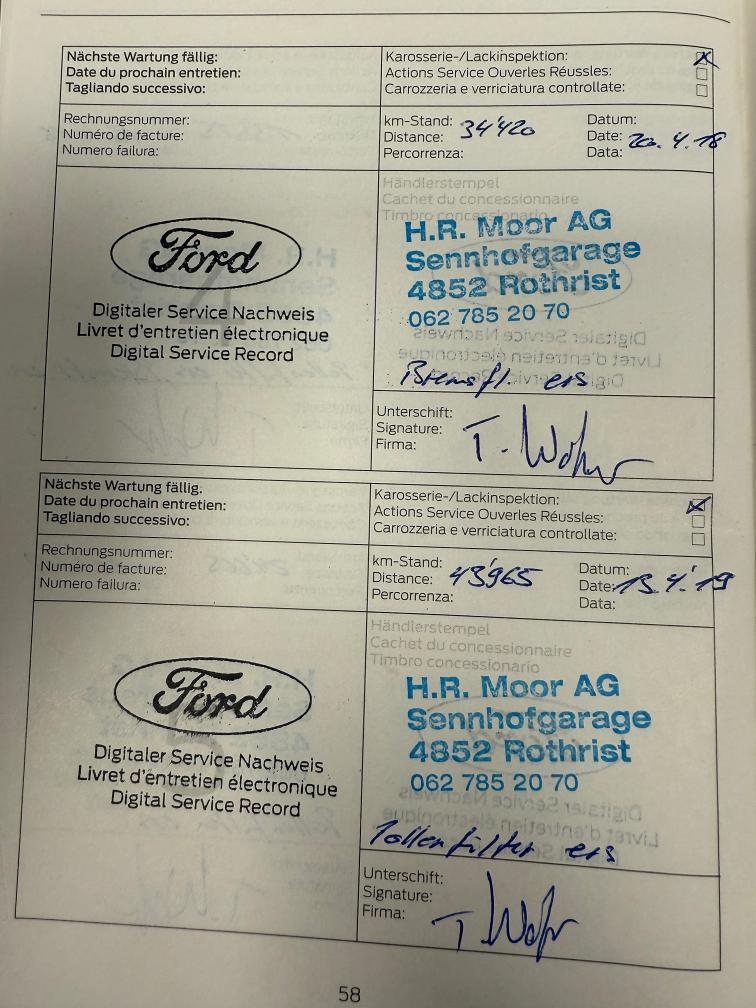 Nächste Wartung fällig:
Date du prochain entretien:
Tagliando successivo:
Karosserie-/Lackinspektion:
Actions Service Ouverles Réussles:
Carrozzeria e verriciatura controllate:
Rechnungsnummer:
Numéro de facture:
Numero failura:
km-Stand:
Distance: 34'420
Percorrenza:
Datum:
Date: 20. 4. 18
Data:
Ford
Digitaler Service Nachweis
Livret d'entretien électronique
Digital Service Record
Händlerstempel
Cachet du concessionnaire
Timbro concessionario
H.R. Moor AG
Sennhofgarage
4852 Rothrist
062 785 20 70
Bremsfl. ers
Unterschift:
Signature:
Firma:
Nächste Wartung fällig:
Date du prochain entretien:
Tagliando successivo:
Karosserie-/Lackinspektion:
Actions Service Ouverles Réussles:
Carrozzeria e verriciatura controllate:
Rechnungsnummer:
Numéro de facture:
Numero failura:
km-Stand:
Distance: 43'965
Percorrenza:
Datum:
Date: 13. 4. 19
Data:
Ford
Digitaler Service Nachweis
Livret d'entretien électronique
Digital Service Record
Händlerstempel
Cachet du concessionnaire
Timbro concessionario
H.R. Moor AG
Sennhofgarage
4852 Rothrist
062 785 20 70
Pollenfilter ers
Unterschift:
Signature:
Firma:
58